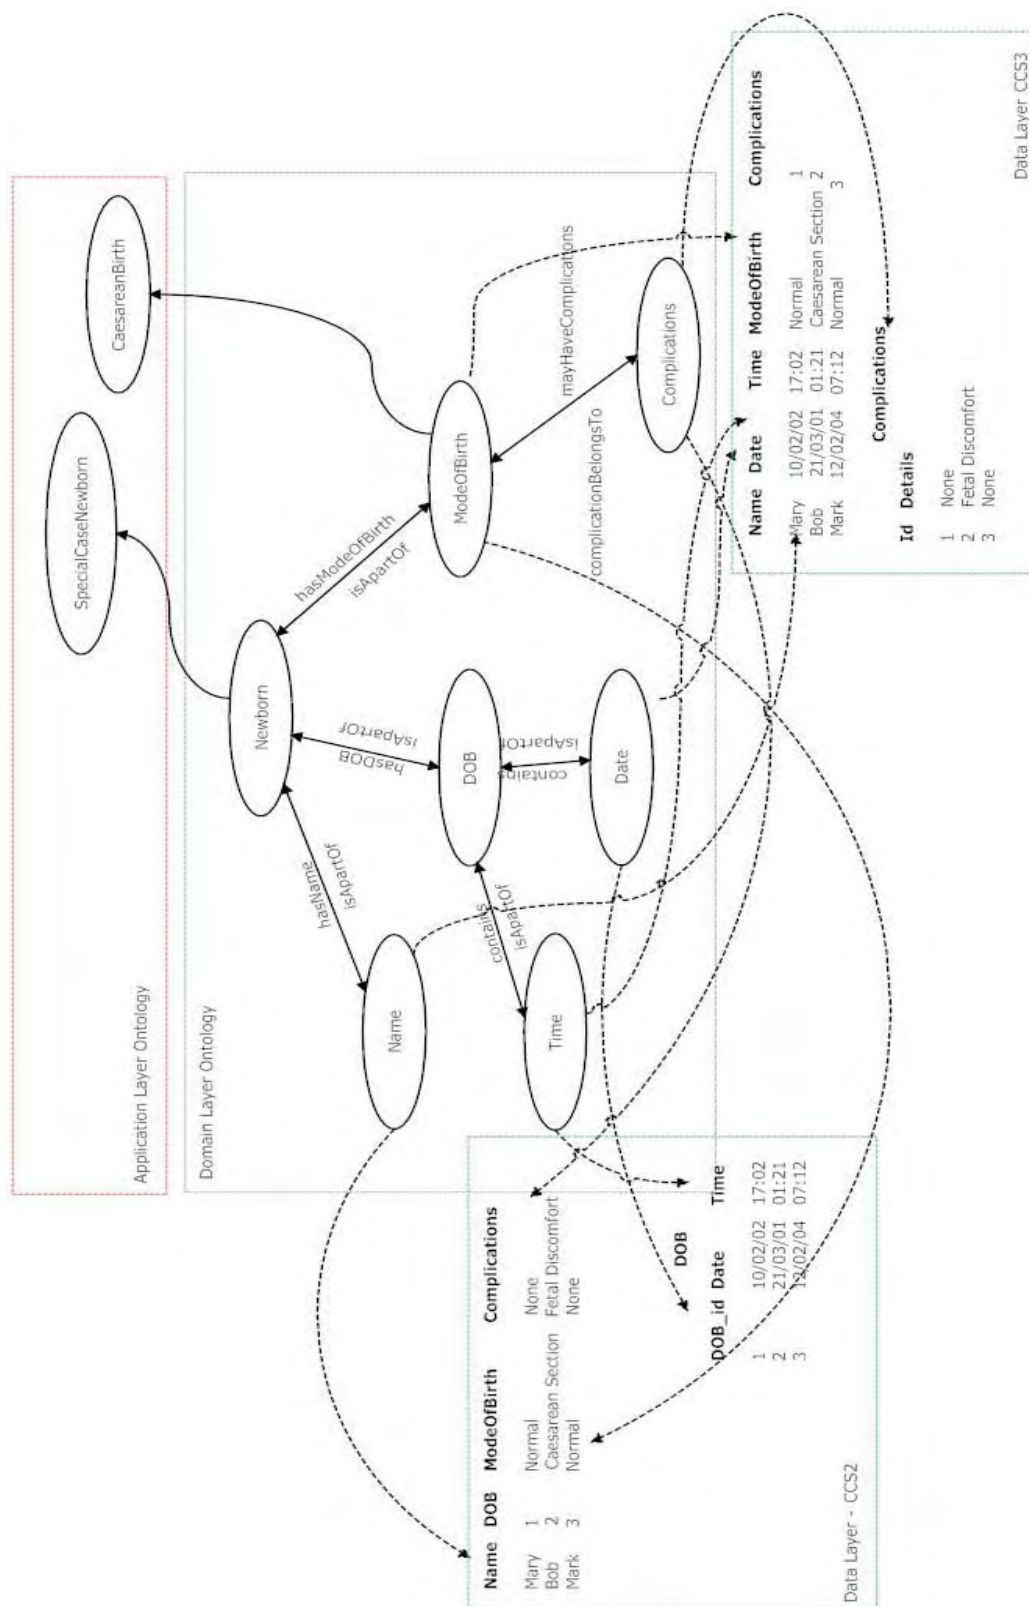 Application Layer Ontology
SpecialCaseNewborn
CaesareanBirth
Domain Layer Ontology
Newborn
hasName
isApartOf
hasDOB
isApartOf
hasModeOfBirth
isApartOf
Name
DOB
ModeOfBirth
contains
isApartOf
contains
isApartOf
mayHaveComplications
complicationBelongsTo
Time
Date
Complications
Name DOB ModeOfBirth Complications
Mary 1 Normal None
Bob 2 Caesarean Section Fetal Discomfort
Mark 3 Normal None
DOB
DOB_id Date Time
1 10/02/02 17:02
2 21/03/01 01:21
3 12/02/04 07:12
Data Layer - CCS2
Name Date Time ModeOfBirth Complications
Mary 10/02/02 17:02 Normal 1
Bob 21/03/01 01:21 Caesarean Section 2
Mark 12/02/04 07:12 Normal 3
Complications
Id Details
1 None
2 Fetal Discomfort
3 None
Data Layer CCS3